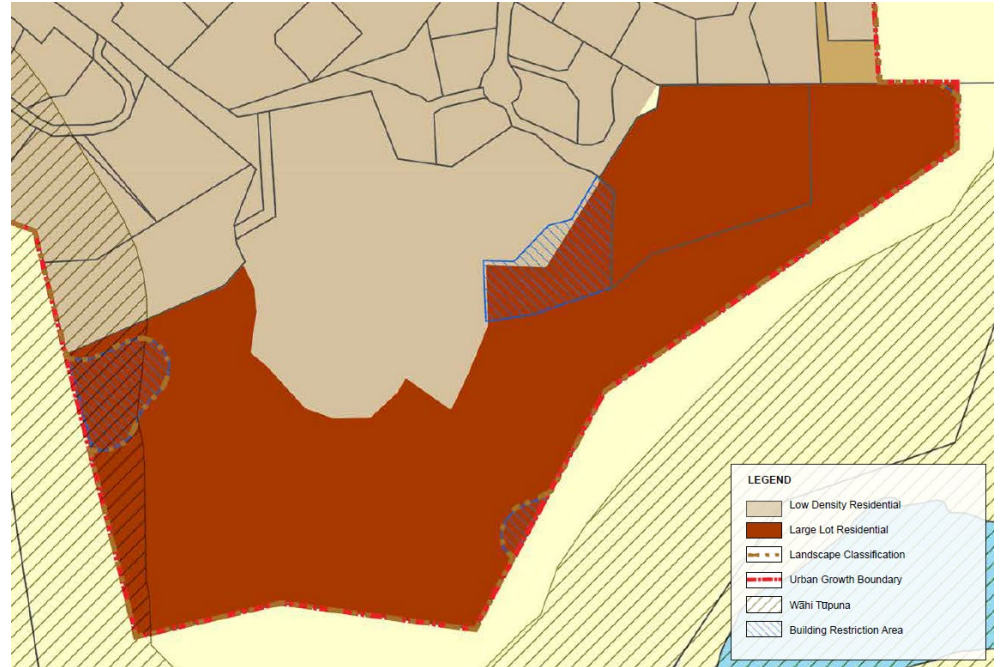 LEGEND
Low Density Residential
Large Lot Residential
Landscape Classification
Urban Growth Boundary
Wāhi Tūpuna
Building Restriction Area